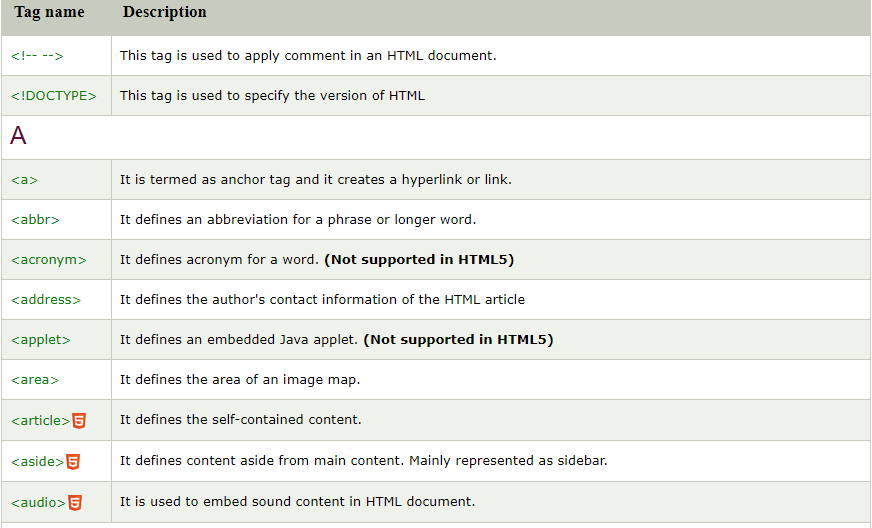 Tag name Description
<!-- --> This tag is used to apply comment in an HTML document.
<!DOCTYPE> This tag is used to specify the version of HTML
A
<a> It is termed as anchor tag and it creates a hyperlink or link.
<abbr> It defines an abbreviation for a phrase or longer word.
<acronym> It defines acronym for a word. (Not supported in HTML5)
<address> It defines the author's contact information of the HTML article
<applet> It defines an embedded Java applet. (Not supported in HTML5)
<area> It defines the area of an image map.
<article>5 It defines the self-contained content.
<aside>5 It defines content aside from main content. Mainly represented as sidebar.
<audio>5 It is used to embed sound content in HTML document.